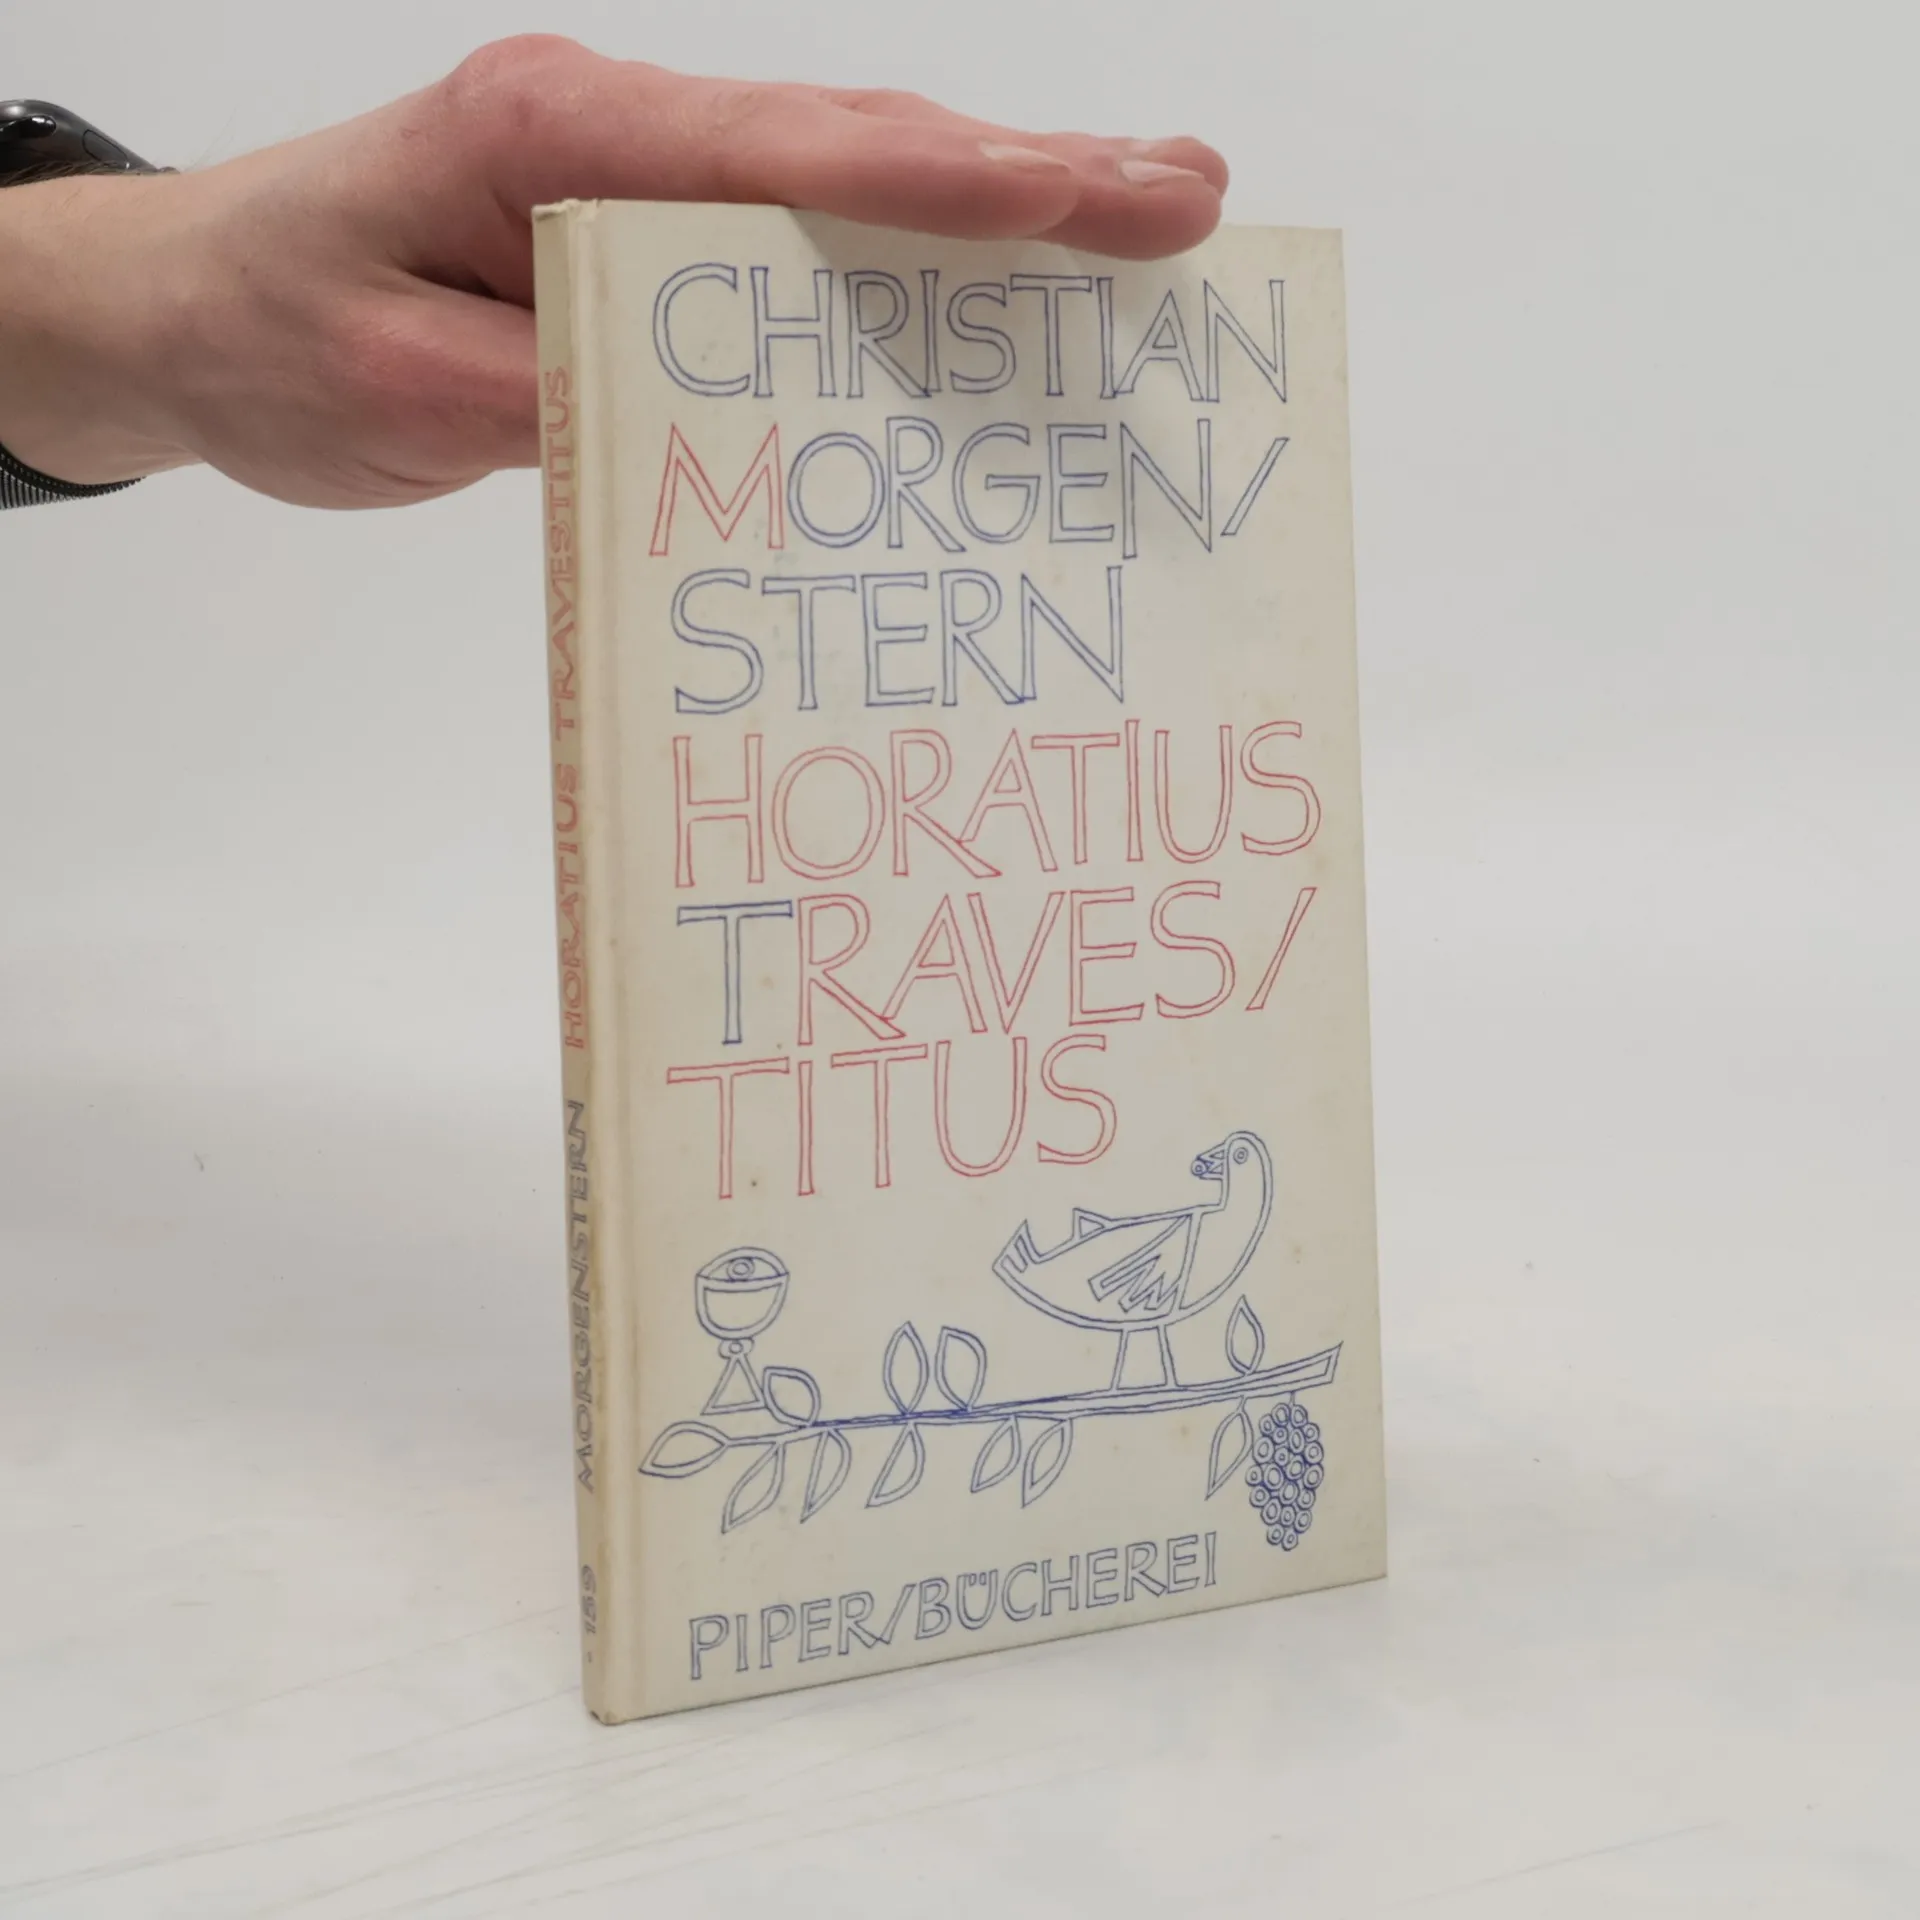 CHRISTIAN
MORGEN/
STERN
HORATIUS
TRAVES/
TITUS
PIPER/BÜCHEREI
· 159 MORGENSTERN HORATIUS TRAVESTITUS